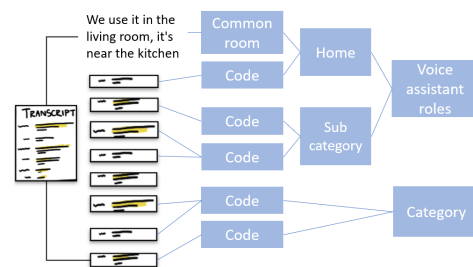 We use it in the
living room, it's
near the kitchen
Common
room
Home
Code
Voice
assistant
roles
TRANSCRIPT
Code
Sub
category
Code
Code
Category
Code